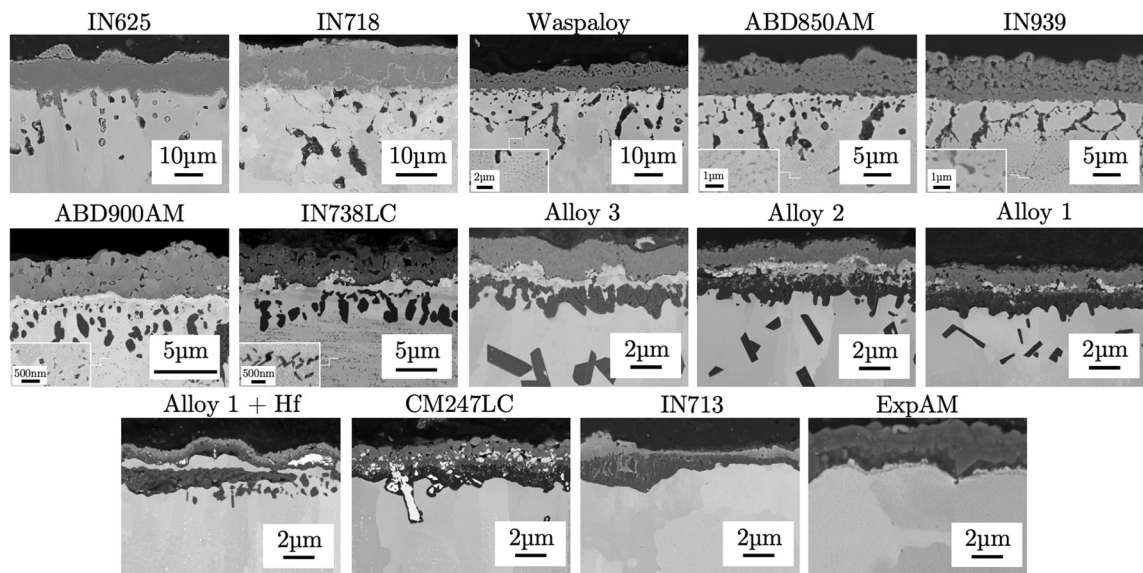 IN625
IN718
Waspaloy
ABD850AM
IN939
10µm
10µm
2µm
10µm
1µm
5µm
1µm
5µm
ABD900AM
IN738LC
Alloy 3
Alloy 2
Alloy 1
500nm
5µm
500nm
5µm
2µm
2µm
2µm
Alloy 1 + Hf
CM247LC
IN713
ExpAM
2µm
2µm
2µm
2µm